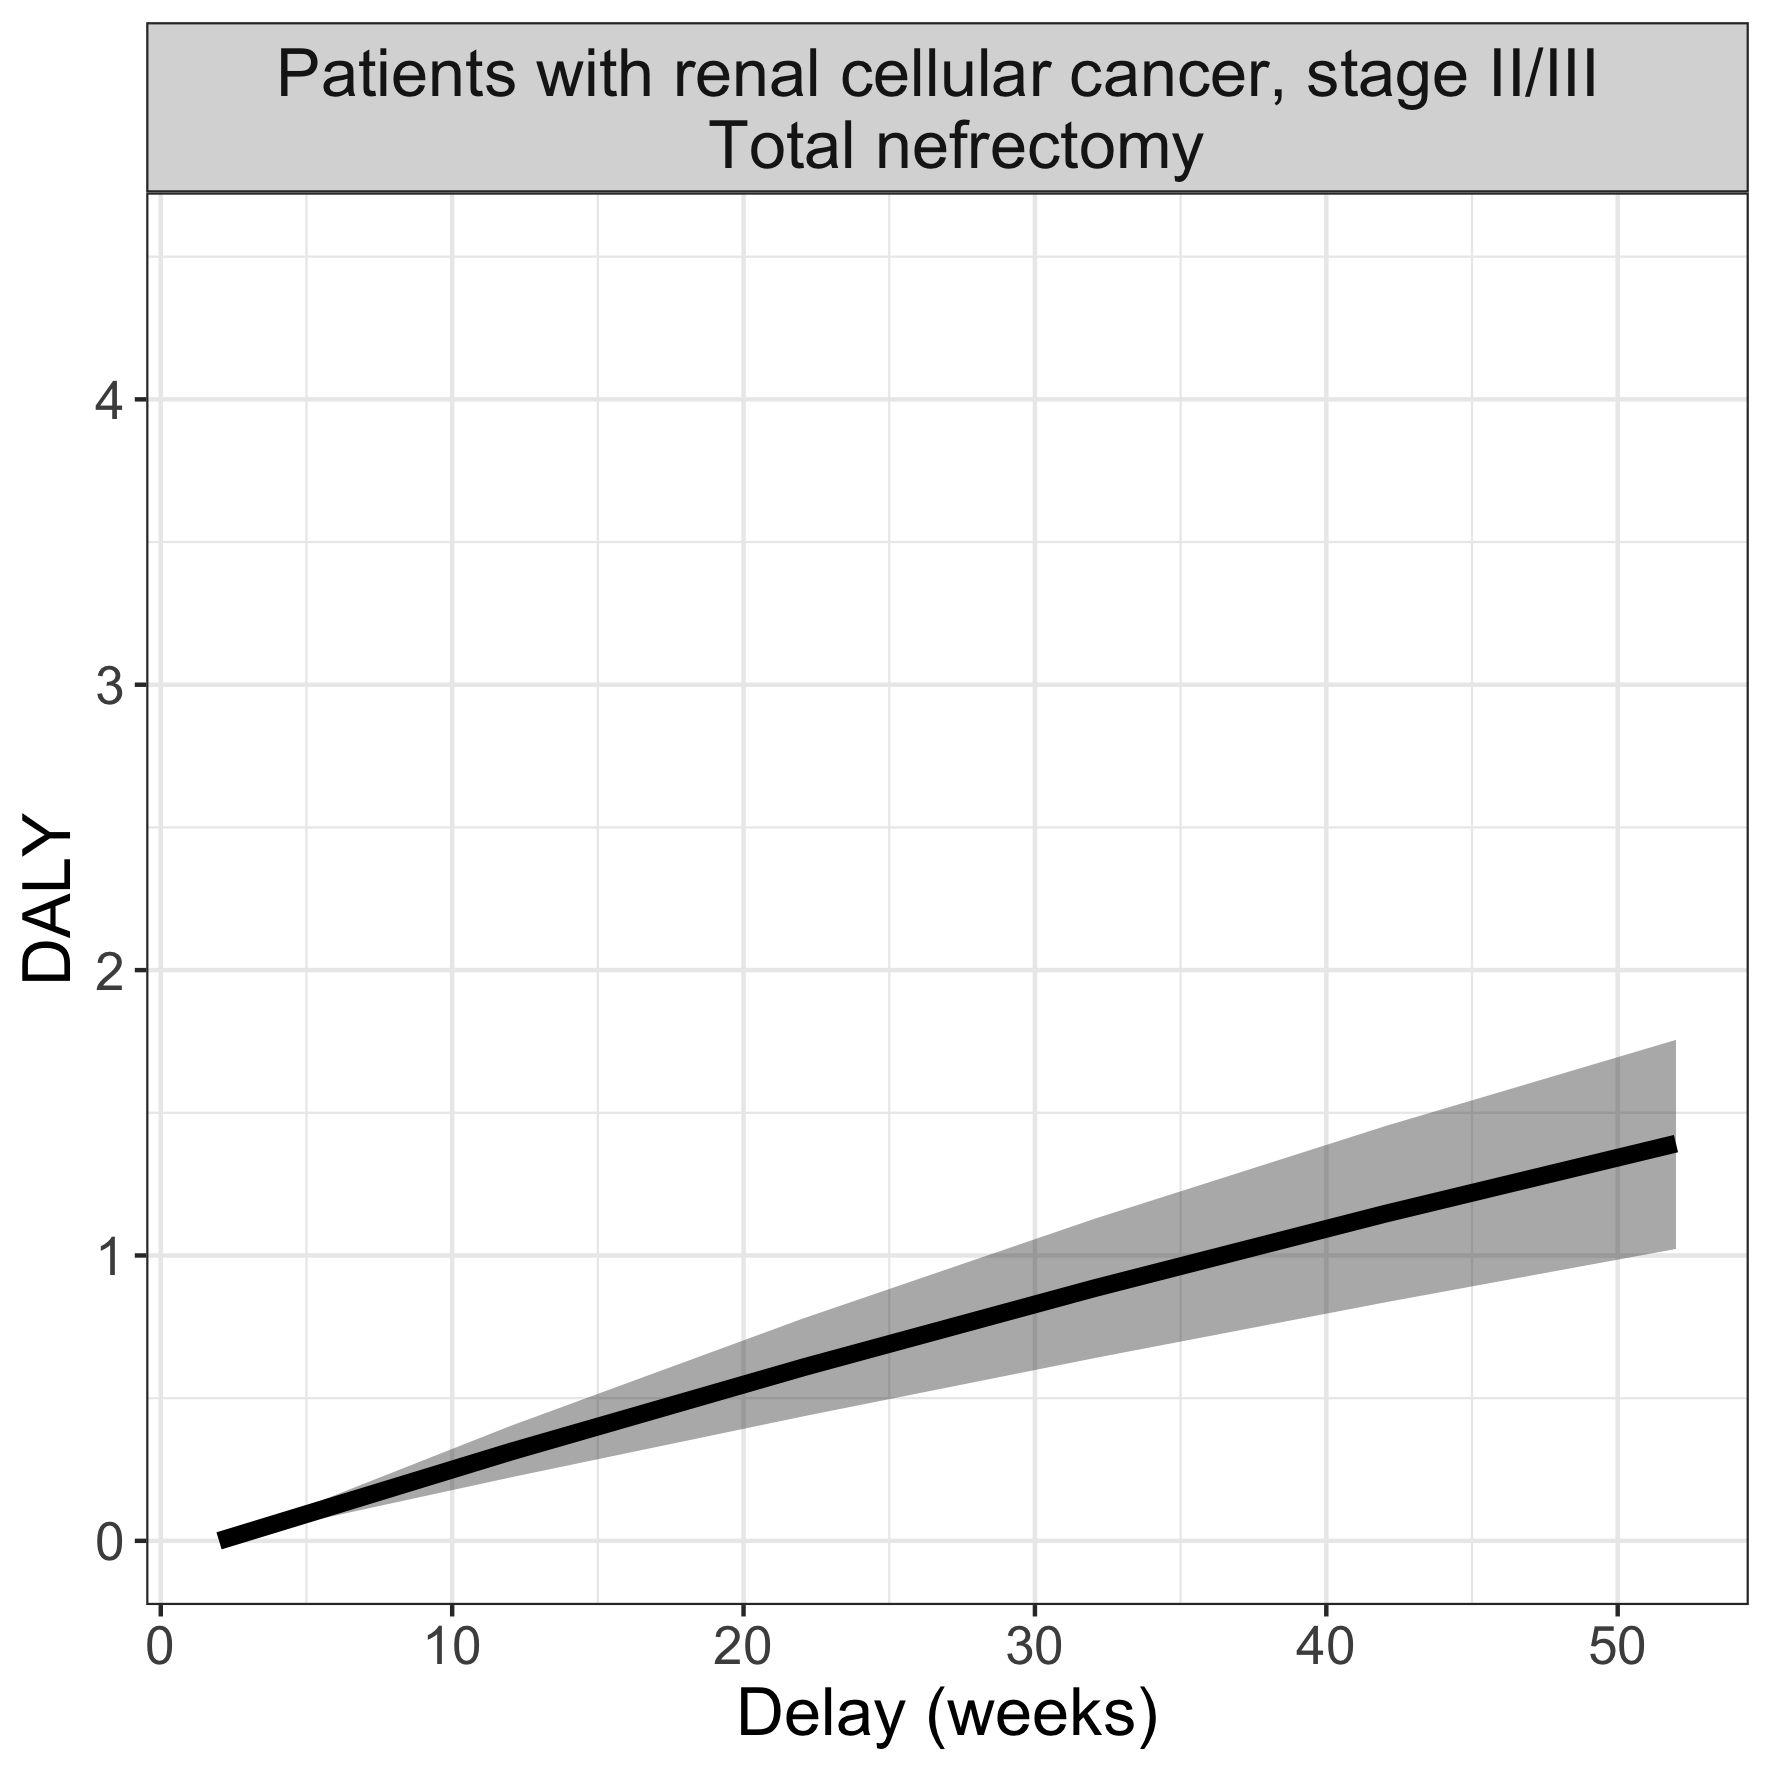 Patients with renal cellular cancer, stage II/III
Total nefrectomy
4
3
2
1
0
DALY
0 10 20 30 40 50
Delay (weeks)